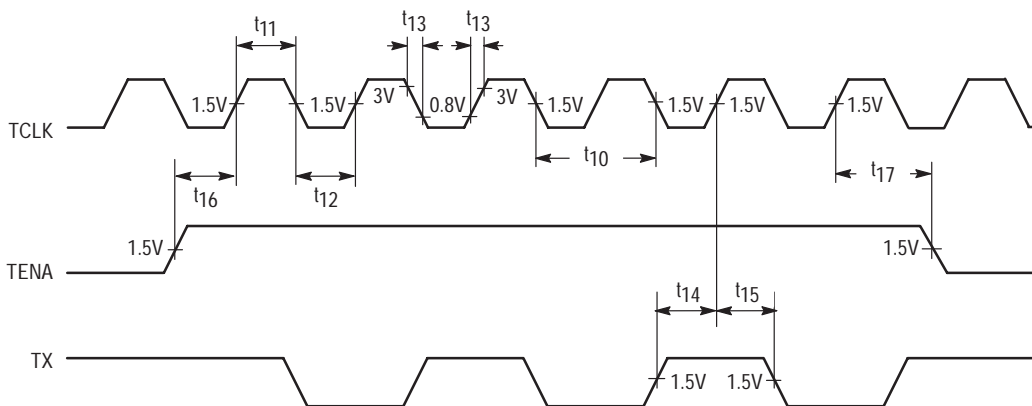 t11 t13 t13
1.5V 1.5V 3V 0.8V 3V 1.5V 1.5V 1.5V 1.5V
TCLK
t16 t12 t10 t17
1.5V 1.5V
TENA
t14 t15
TX
1.5V 1.5V